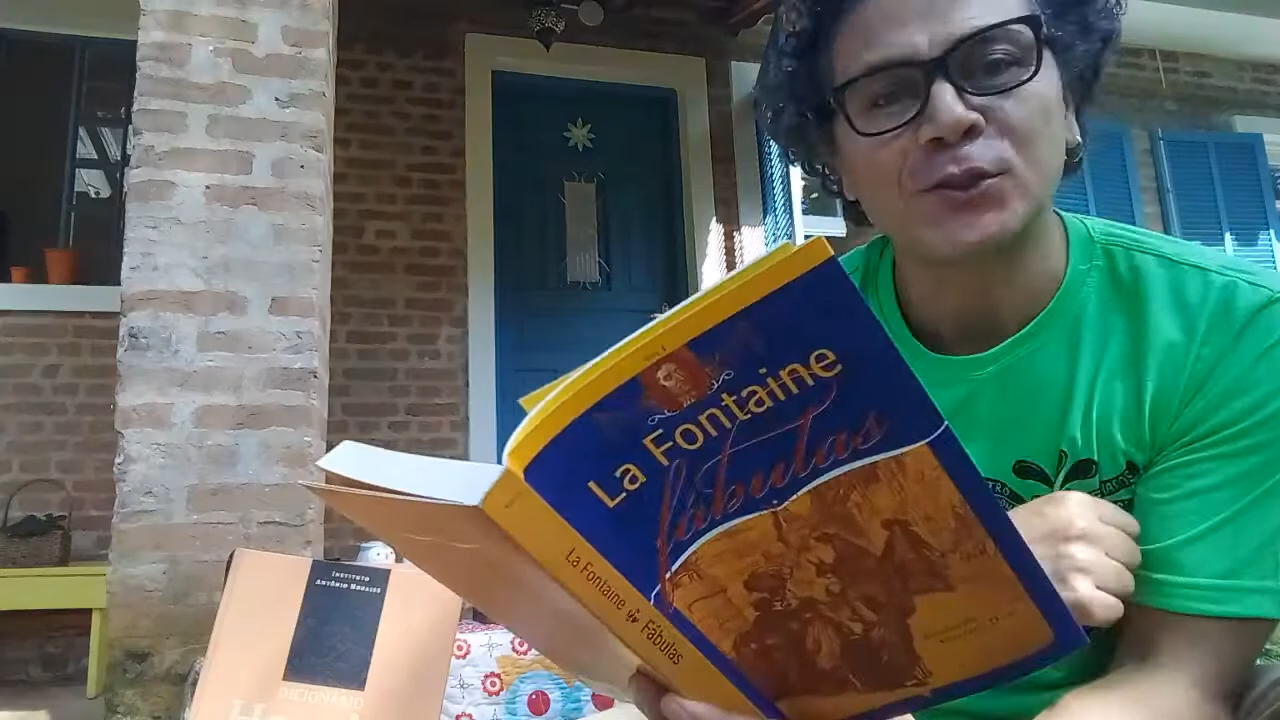 La Fontaine
fábulas
La Fontaine Fábulas
INSTITUTO
ANTÔNIO HOUAISS
DICIONÁRIO